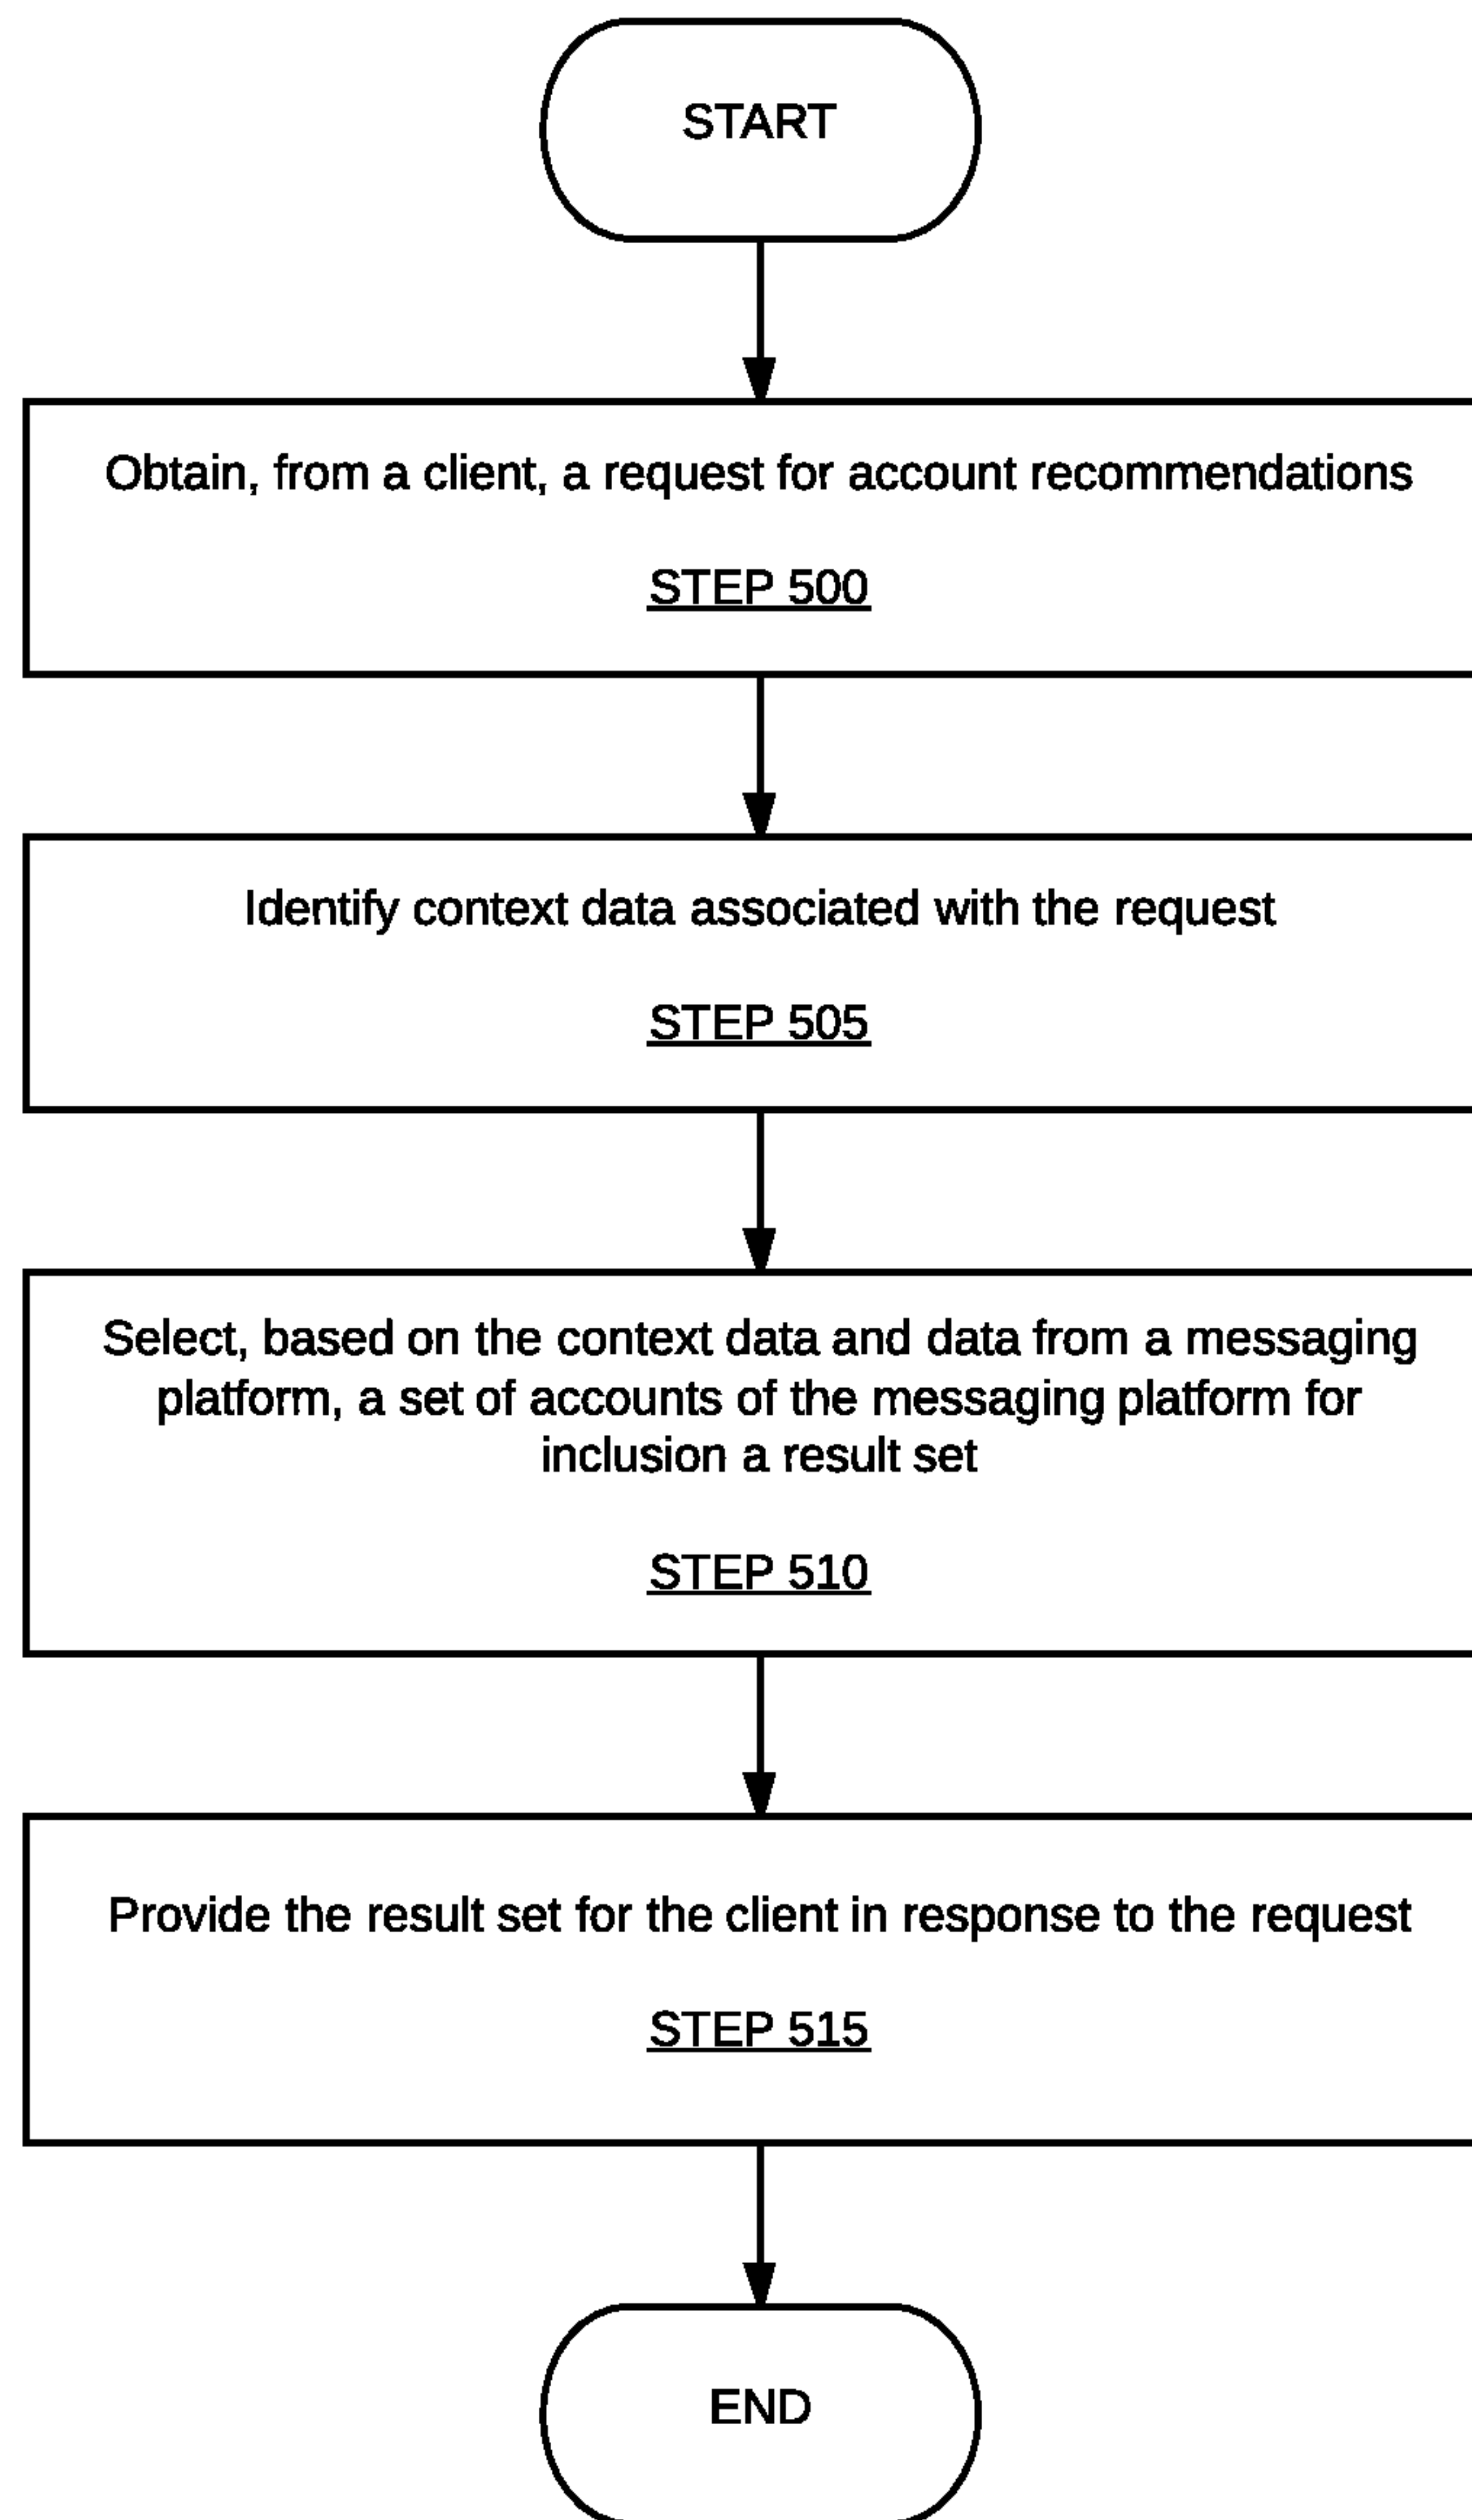 START
Obtain, from a client, a request for account recommendations
STEP 500
Identify context data associated with the request
STEP 505
Select, based on the context data and data from a messaging
platform, a set of accounts of the messaging platform for
inclusion a result set
STEP 510
Provide the result set for the client in response to the request
STEP 515
END